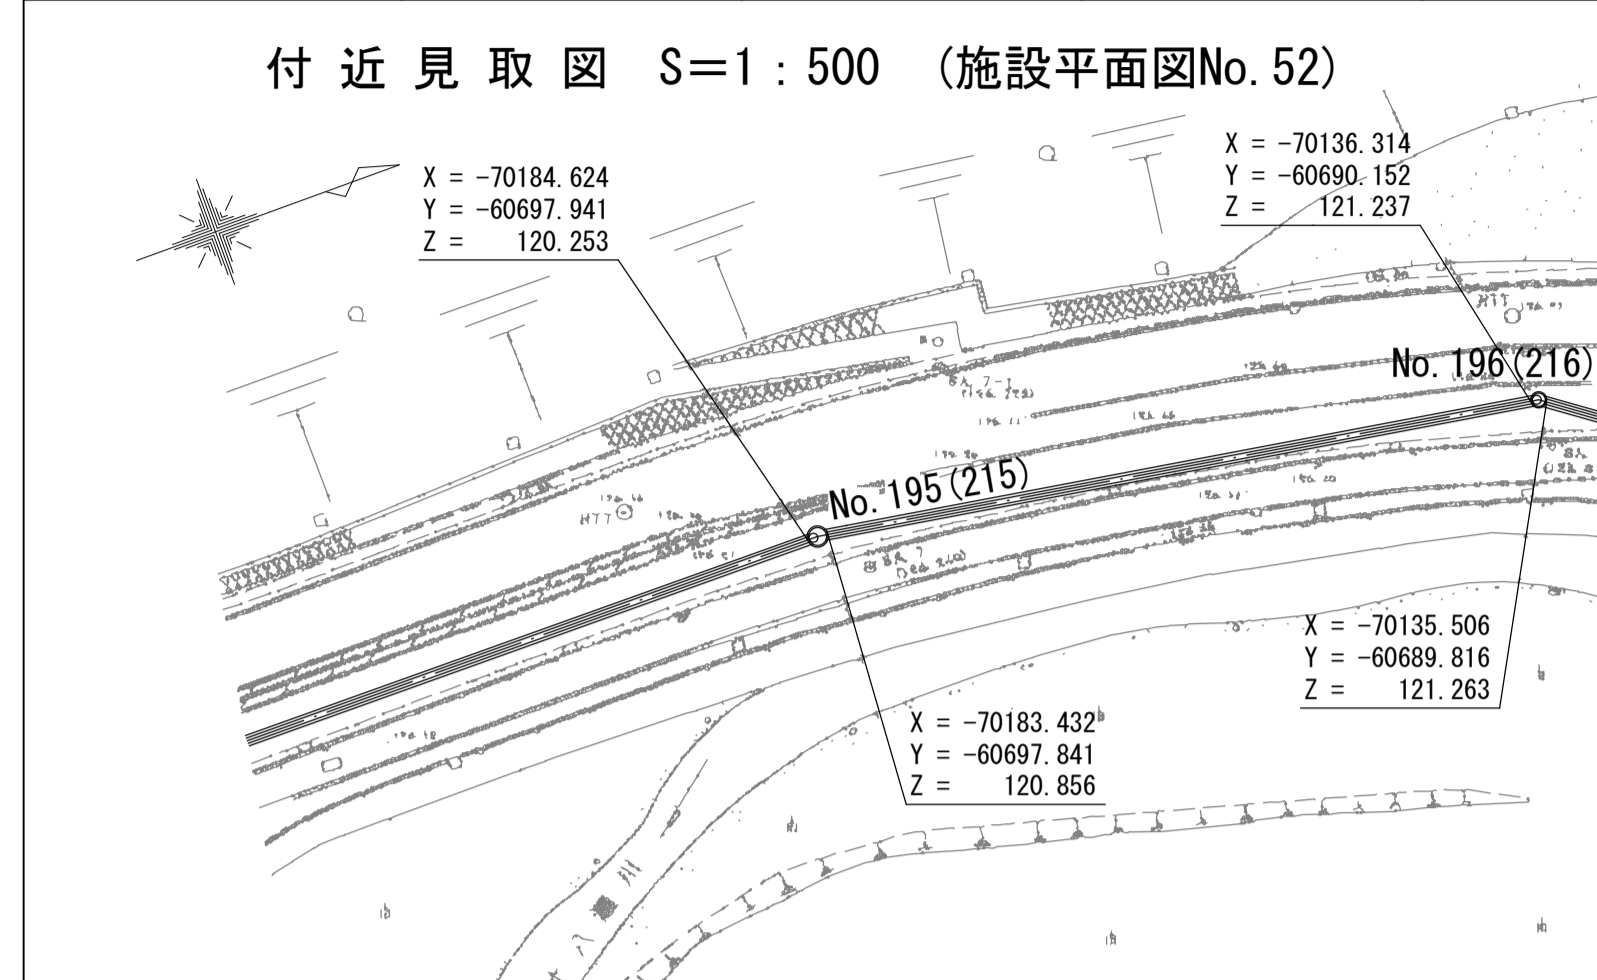 付近見取図 S=1:500 (施設平面図No.52)
X = -70184.624
Y = -60697.941
Z = 120.253
X = -70136.314
Y = -60690.152
Z = 121.237
No.196(216)
No.195(215)
X = -70135.506
Y = -60689.816
Z = 121.263
X = -70183.432
Y = -60697.841
Z = 120.856